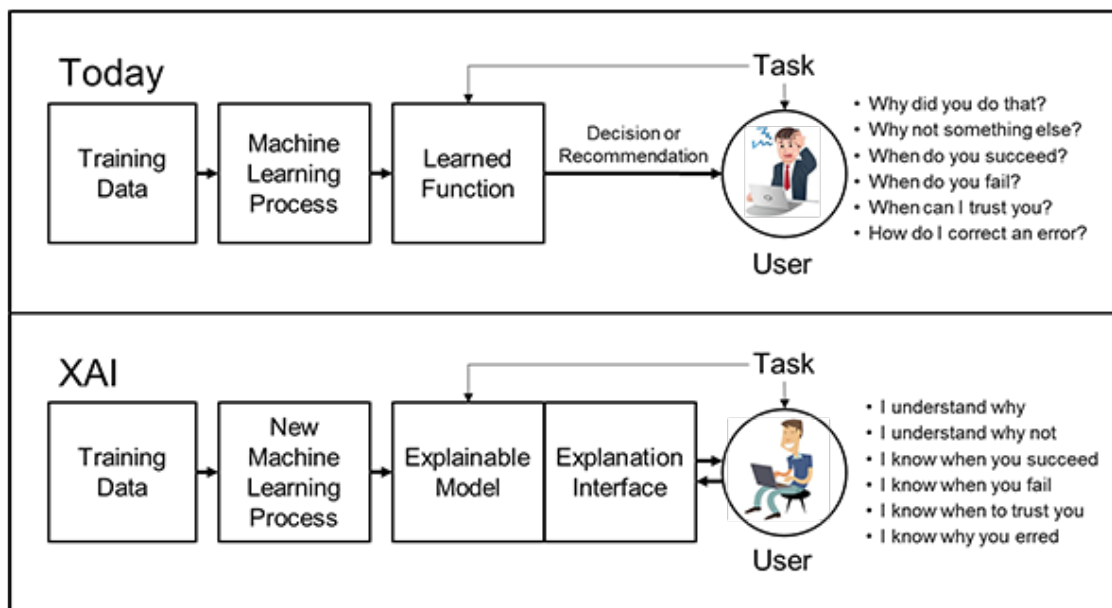 Today
Task
Training
Data
Machine
Learning
Process
Learned
Function
Decision or
Recommendation
User
• Why did you do that?
• Why not something else?
• When do you succeed?
• When do you fail?
• When can I trust you?
• How do I correct an error?
XAI
Task
Training
Data
New
Machine
Learning
Process
Explainable
Model
Explanation
Interface
User
• I understand why
• I understand why not
• I know when you succeed
• I know when you fail
• I know when to trust you
• I know why you erred